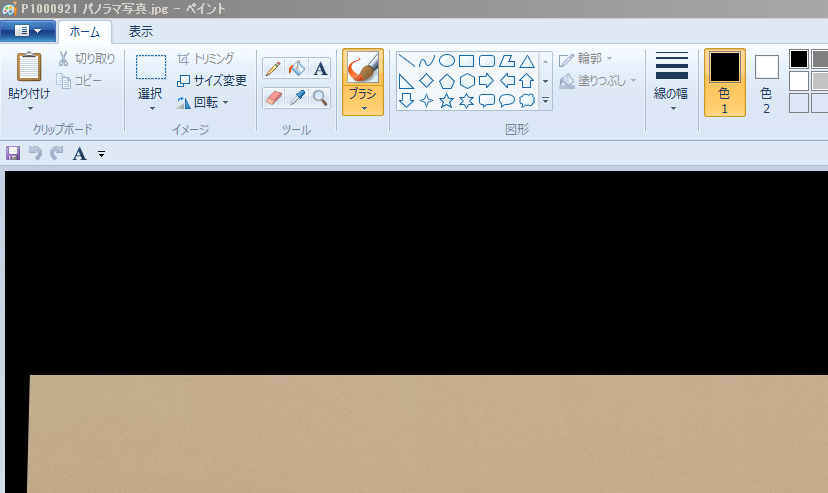 P1000921 パノラマ写真.jpg - ペイント
ホーム 表示
貼り付け
切り取り
コピー
クリップボード
選択
トリミング
サイズ変更
回転
イメージ
A
ツール
ブラシ
輪郭
塗りつぶし
図形
線の幅
色
1
色
2
A